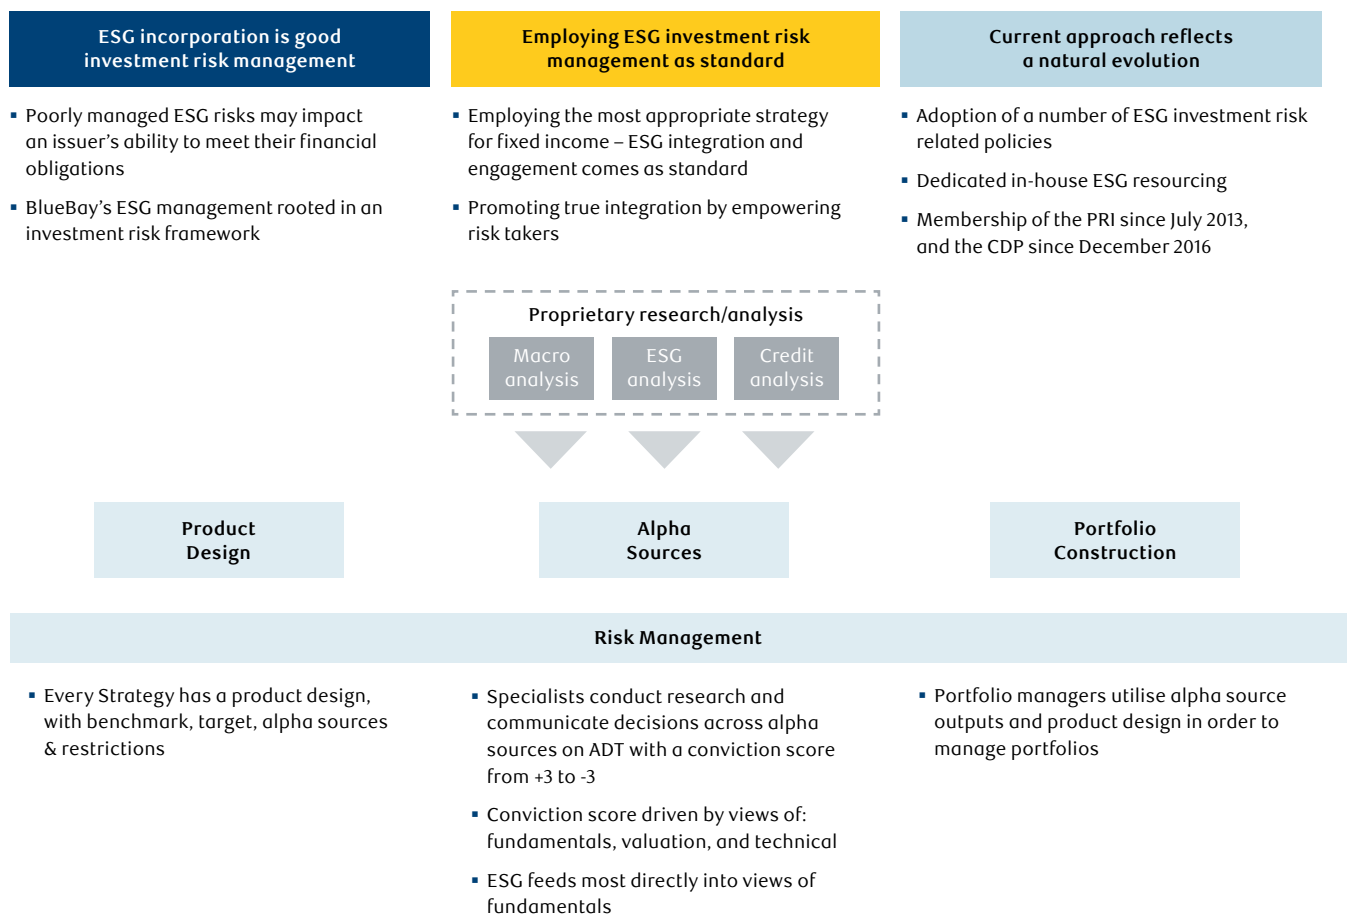 ESG incorporation is good
investment risk management
▪ Poorly managed ESG risks may impact
an issuer’s ability to meet their financial
obligations
▪ BlueBay’s ESG management rooted in an
investment risk framework
Employing ESG investment risk
management as standard
▪ Employing the most appropriate strategy
for fixed income – ESG integration and
engagement comes as standard
▪ Promoting true integration by empowering
risk takers
Current approach reflects
a natural evolution
▪ Adoption of a number of ESG investment risk
related policies
▪ Dedicated in-house ESG resourcing
▪ Membership of the PRI since July 2013,
and the CDP since December 2016
Proprietary research/analysis
Macro
analysis
ESG
analysis
Credit
analysis
Product
Design
Alpha
Sources
Portfolio
Construction
Risk Management
▪ Every Strategy has a product design,
with benchmark, target, alpha sources
& restrictions
▪ Specialists conduct research and
communicate decisions across alpha
sources on ADT with a conviction score
from +3 to -3
▪ Conviction score driven by views of:
fundamentals, valuation, and technical
▪ ESG feeds most directly into views of
fundamentals
▪ Portfolio managers utilise alpha source
outputs and product design in order to
manage portfolios